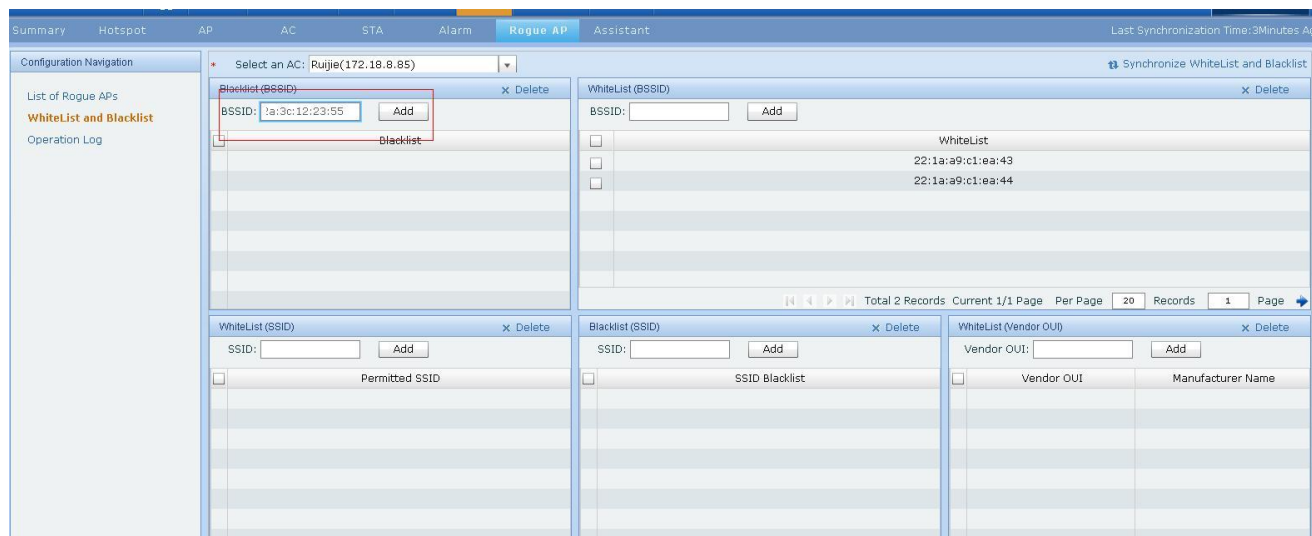 Summary Hotspot AP AC STA Alarm Rogue AP Assistant Last Synchronization Time:3Minutes A
Configuration Navigation
List of Rogue APs
WhiteList and Blacklist
Operation Log
* Select an AC: Ruijie(172.18.8.85) Synchronize WhiteList and Blacklist
Blacklist (BSSID) x Delete
BSSID: a:3c:12:23:55 Add
Blacklist
WhiteList (BSSID) x Delete
BSSID: Add
WhiteList
22:1a:a9:c1:ea:43
22:1a:a9:c1:ea:44
Total 2 Records Current 1/1 Page Per Page 20 Records 1 Page
WhiteList (SSID) x Delete
SSID: Add
Permitted SSID
Blacklist (SSID) x Delete
SSID: Add
SSID Blacklist
WhiteList (Vendor OUI) x Delete
Vendor OUI: Add
Vendor OUI Manufacturer Name